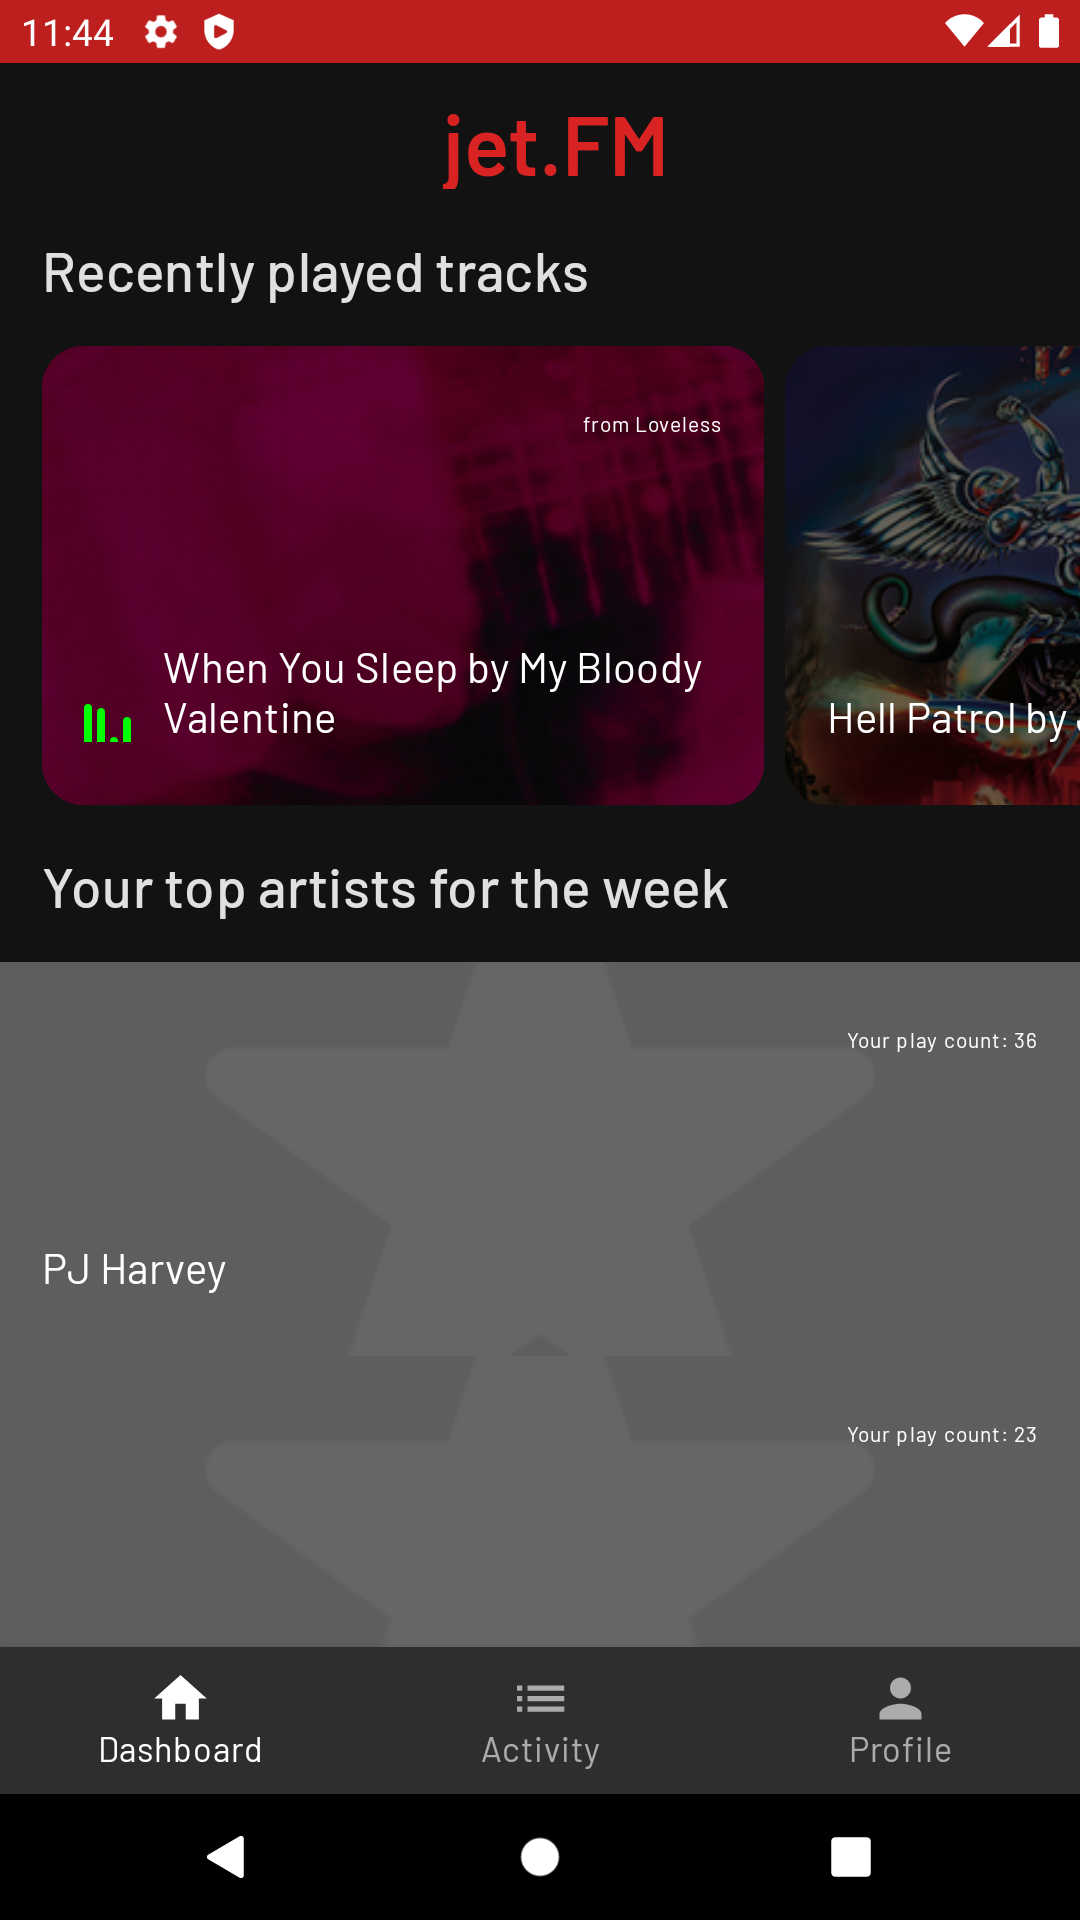 11:44
jet.FM
Recently played tracks
from Loveless
When You Sleep by My Bloody
Valentine
Hell Patrol by
Your top artists for the week
Your play count: 36
PJ Harvey
Your play count: 23
Dashboard
Activity
Profile